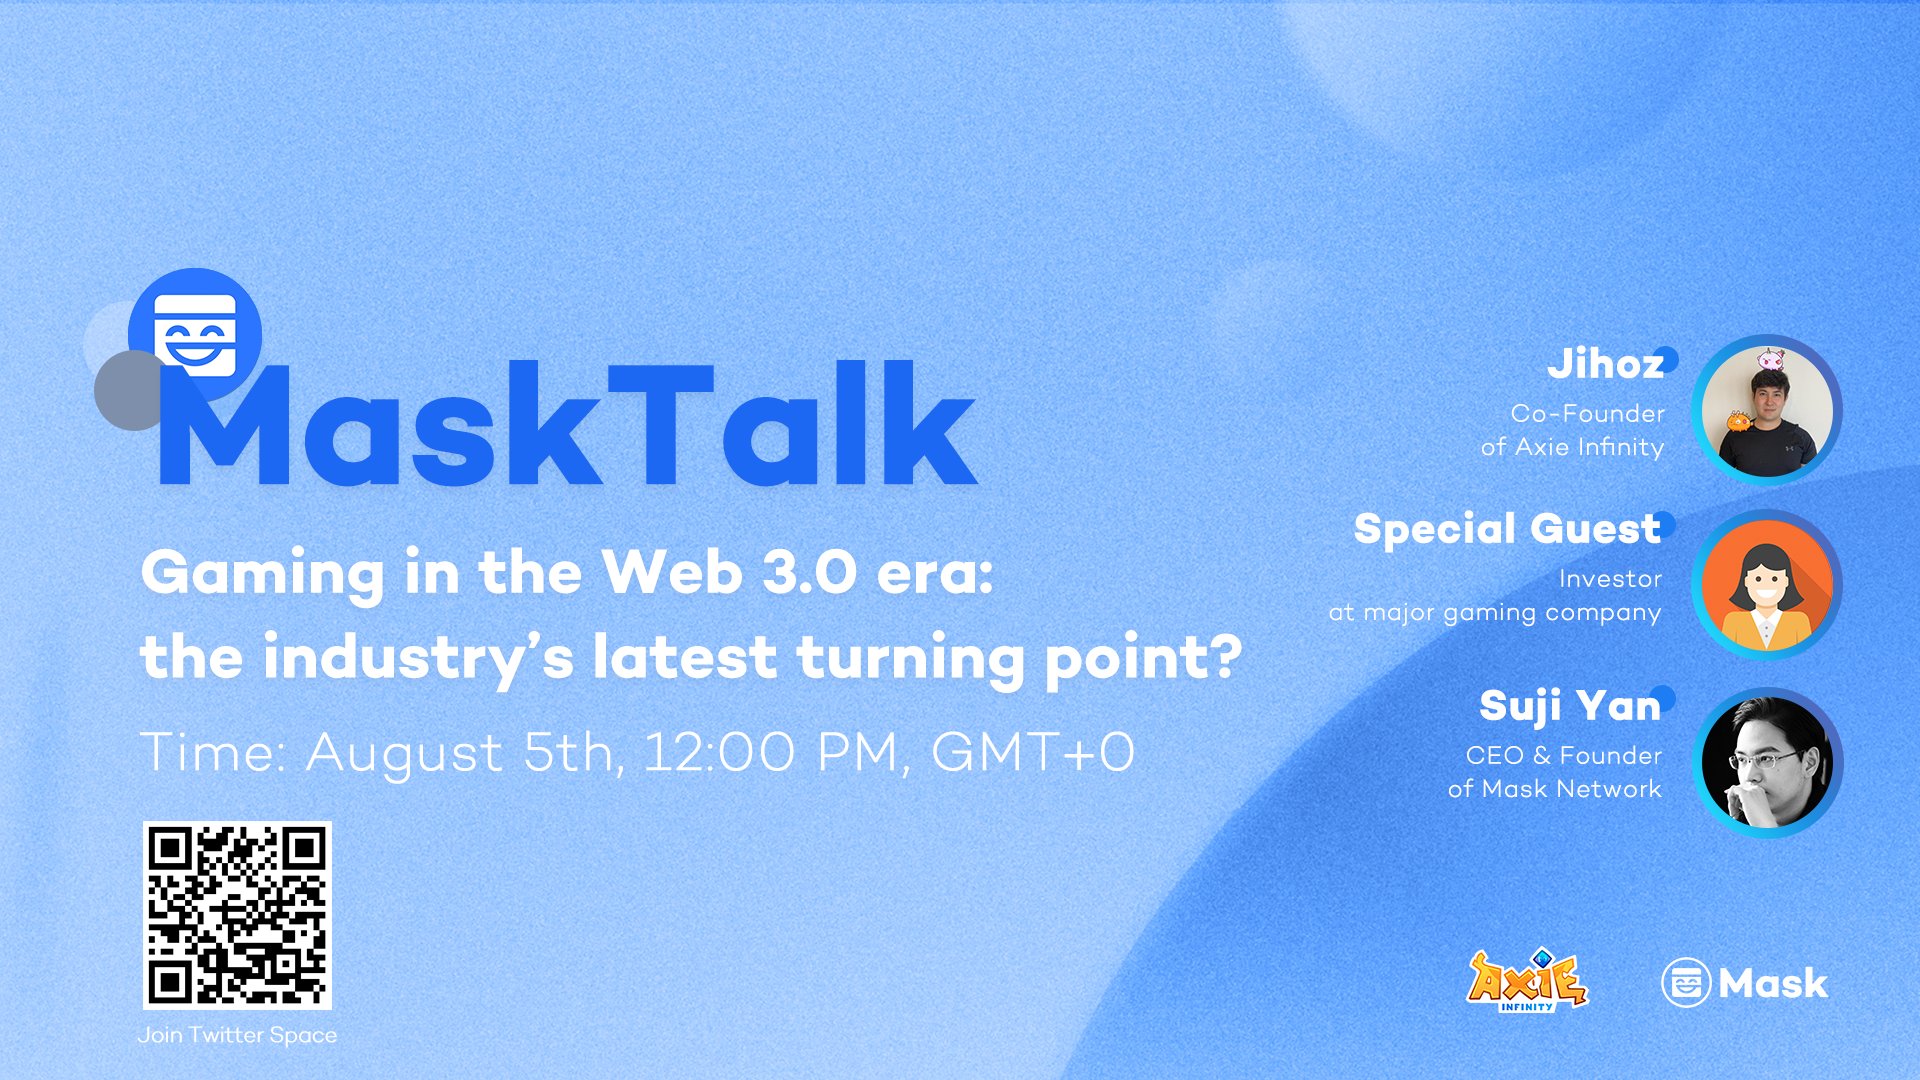 MaskTalk
Gaming in the Web 3.0 era:
the industry’s latest turning point?
Time: August 5th, 12:00 PM, GMT+0
Join Twitter Space
Jihoz
Co-Founder
of Axie Infinity
Special Guest
Investor
at major gaming company
Suji Yan
CEO & Founder
of Mask Network
AXIE
INFINITY
Mask